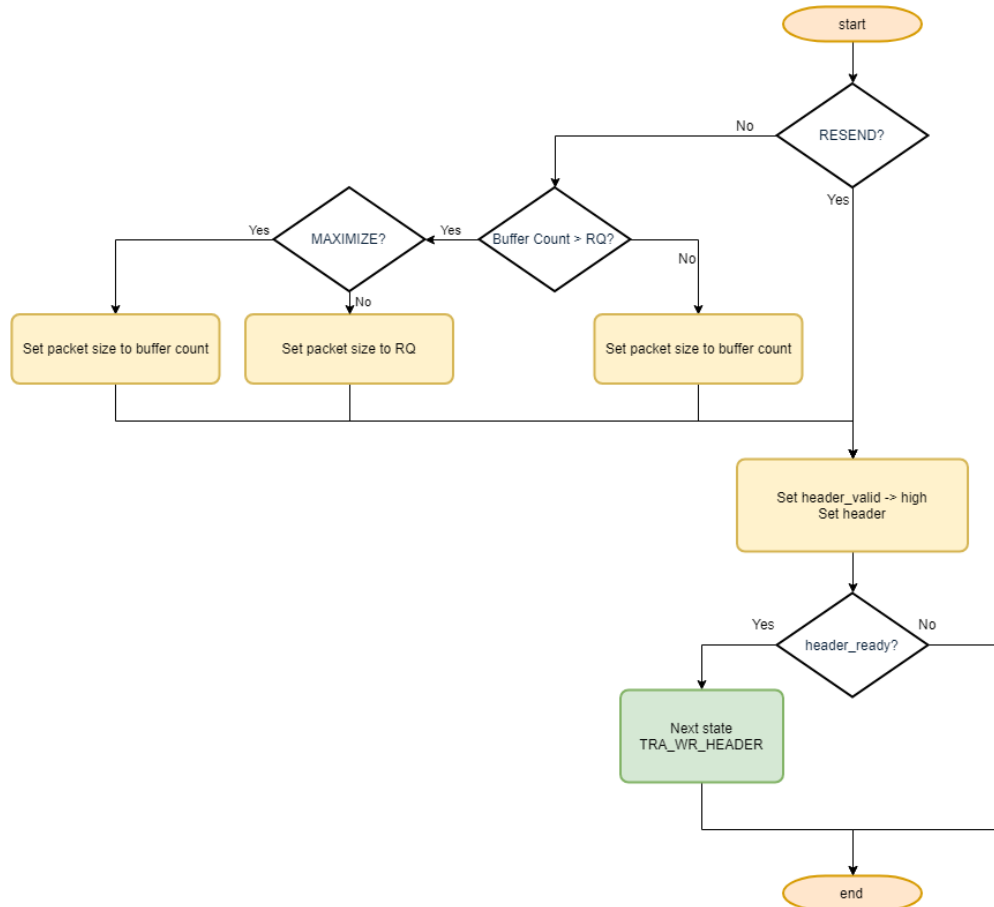 start
RESEND?
No
Yes
Buffer Count > RQ?
Yes
No
MAXIMIZE?
Yes
No
Set packet size to buffer count
Set packet size to RQ
Set packet size to buffer count
Set header_valid -> high
Set header
header_ready?
Yes
No
Next state
TRA_WR_HEADER
end